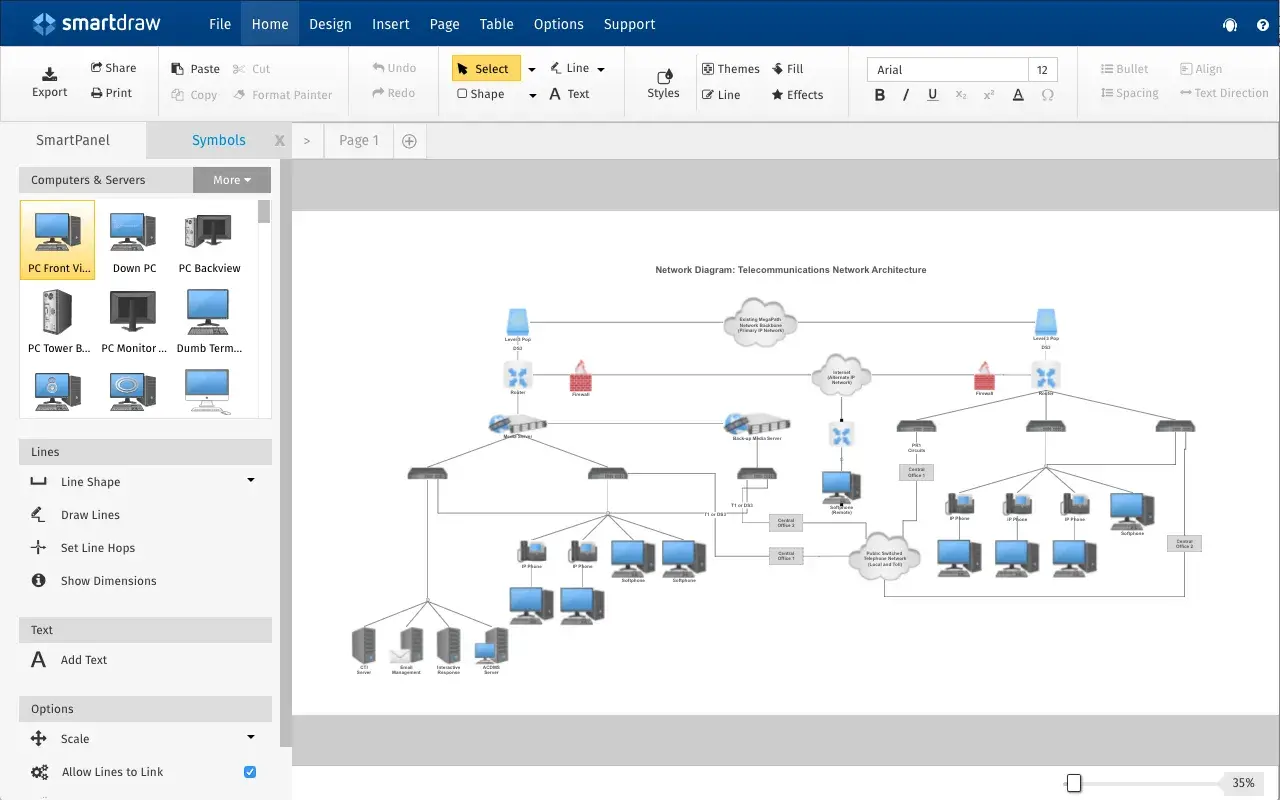 smartdraw
File Home Design Insert Page Table Options Support
Export
Share
Print
Paste Cut
Copy Format Painter
Undo
Redo
Select Line
Shape Text
Styles
Themes Fill
Line Effects
Arial 12
B I U X₂ X² A Ω
Bullet Align
Spacing Text Direction
SmartPanel Symbols X > Page 1
Computers & Servers More
PC Front Vi... Down PC PC Backview
PC Tower B... PC Monitor ... Dumb Term...
Lines
Line Shape
Draw Lines
Set Line Hops
Show Dimensions
Text
A Add Text
Options
Scale
Allow Lines to Link
Network Diagram: Telecommunications Network Architecture
Existing MegaPath
Network Backbone
(Primary IP Network)
Level 3 Pop
DS3
Level 3 Pop
DS3
Router
Firewall
Internet
(Alternate IP
Network)
Firewall
Router
Media Server
Back-up Media Server
PRI
Circuits
Central
Office 1
T1 or DS3
T1 or DS3
Softphone
(Remote)
Central
Office 2
Central
Office 1
Public Switched
Telephone Network
(Local and Toll)
IP Phone IP Phone IP Phone
Softphone
Central
Office 2
IP Phone IP Phone Softphone Softphone
CTI
Server
Email
Management
Interactive
Response
ACDMS
Server
35%